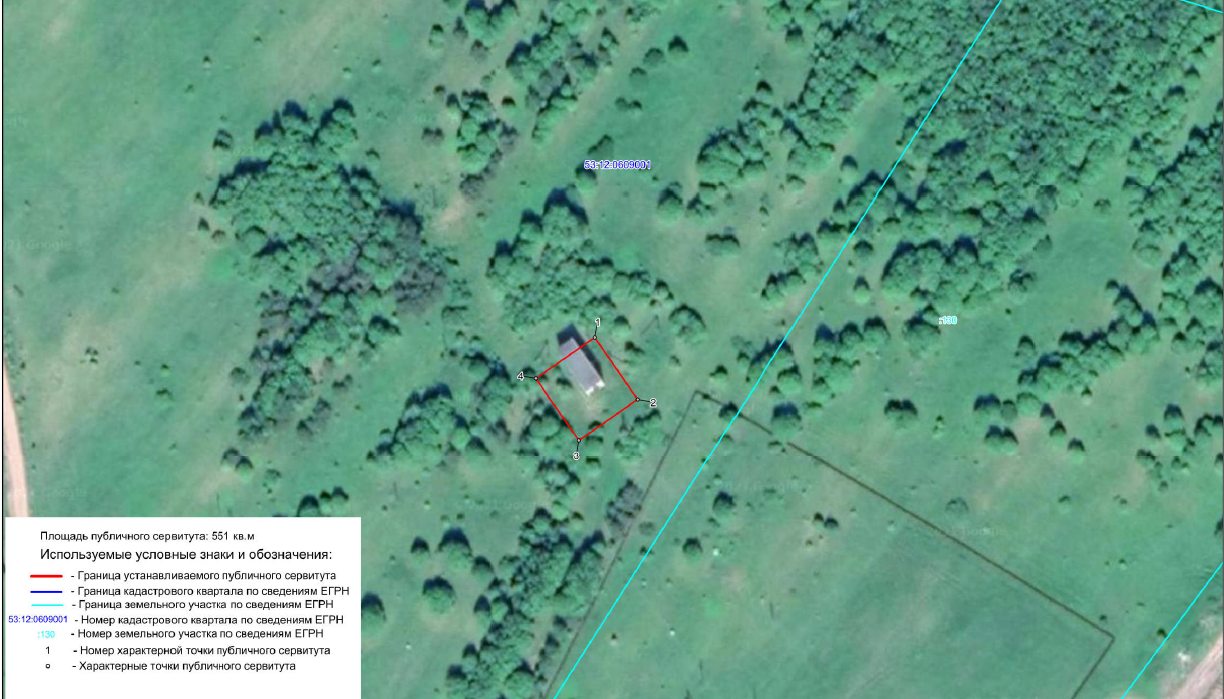 53:12:0609001
:130
1
4
2
3
Площадь публичного сервитута: 551 кв.м
Используемые условные знаки и обозначения:
- Граница устанавливаемого публичного сервитута
- Граница кадастрового квартала по сведениям ЕГРН
- Граница земельного участка по сведениям ЕГРН
53:12:0609001 - Номер кадастрового квартала по сведениям ЕГРН
:130 - Номер земельного участка по сведениям ЕГРН
1 - Номер характерной точки публичного сервитута
- Характерные точки публичного сервитута